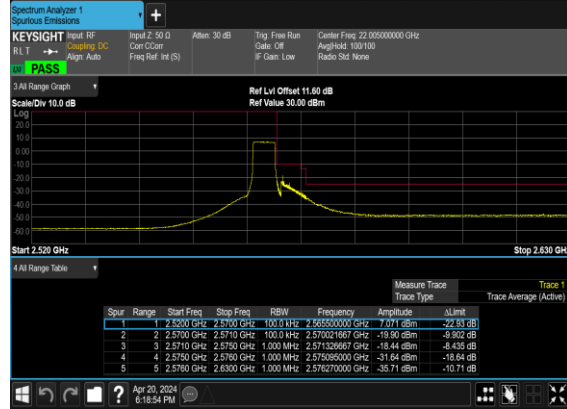 Spectrum Analyzer 1
Spurious Emissions
+
KEYSIGHT Input: RF Input Z: 50 Ω Atten: 30 dB Trig: Free Run Center Freq: 22.005000000 GHz
RLT Coupling: DC Corr CCorr Gate: Off Avg|Hold: 100/100
Align: Auto Freq Ref: Int (S) IF Gain: Low Radio Std: None
PASS
3 All Range Graph
Ref Lvl Offset 11.60 dB
Scale/Div 10.0 dB Ref Value 30.00 dBm
Log
20.0
10.0
0.00
-10.0
-20.0
-30.0
-40.0
-50.0
-60.0
Start 2.520 GHz Stop 2.630 GHz
4 All Range Table
Measure Trace Trace 1
Trace Type Trace Average (Active)
Spur Range Start Freq Stop Freq RBW Frequency Amplitude ΔLimit
1 1 2.5200 GHz 2.5700 GHz 100.0 kHz 2.565500000 GHz 7.071 dBm -22.93 dB
2 2 2.5700 GHz 2.5710 GHz 100.0 kHz 2.570021667 GHz -19.90 dBm -9.902 dB
3 3 2.5710 GHz 2.5750 GHz 1.000 MHz 2.571326667 GHz -18.44 dBm -8.435 dB
4 4 2.5750 GHz 2.5760 GHz 1.000 MHz 2.575095000 GHz -31.64 dBm -18.64 dB
5 5 2.5760 GHz 2.6300 GHz 1.000 MHz 2.576270000 GHz -35.71 dBm -10.71 dB
? Apr 20, 2024
6:18:54 PM